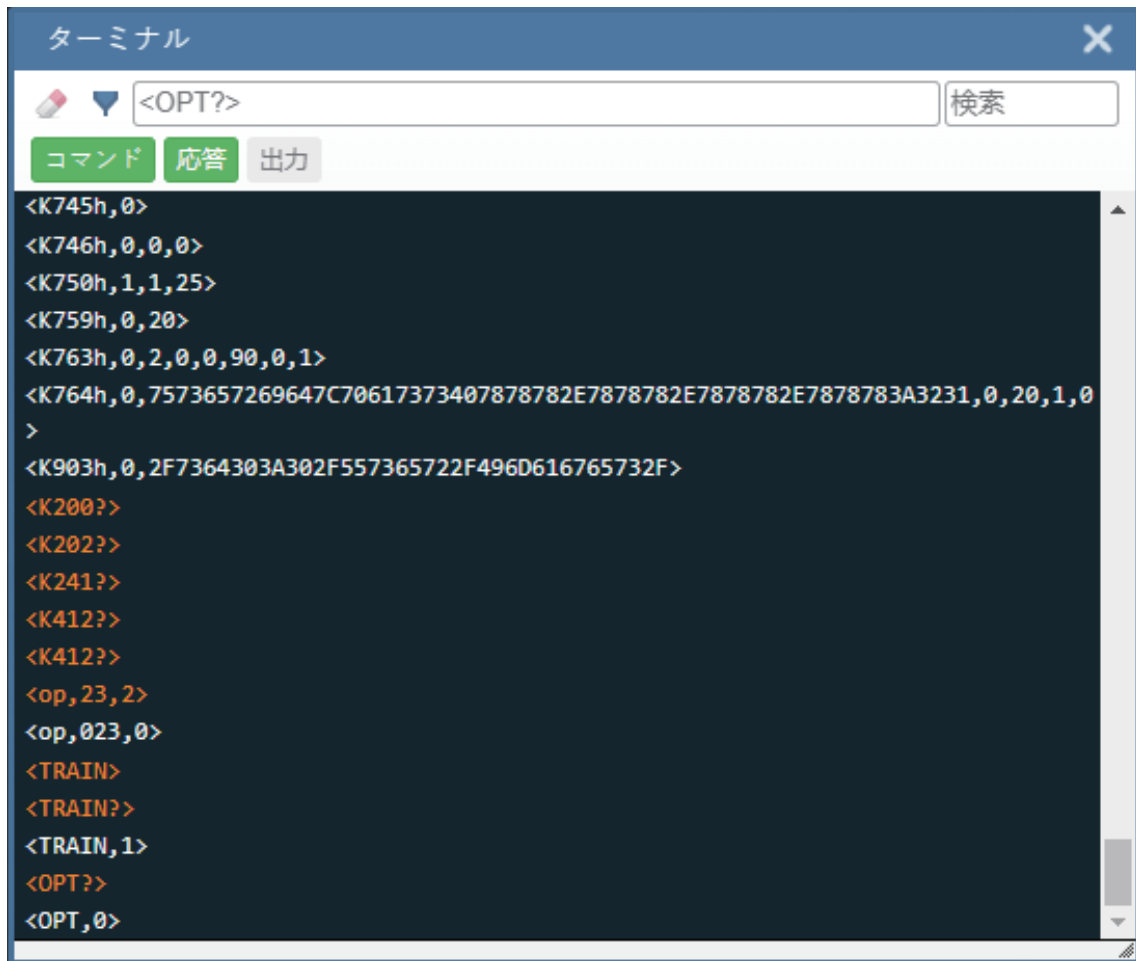 ターミナル
<OPT?>
検索
コマンド 応答 出力
<K745h,0>
<K746h,0,0,0>
<K750h,1,1,25>
<K759h,0,20>
<K763h,0,2,0,0,90,0,1>
<K764h,0,7573657269647C70617373407878782E7878782E7878782E7878783A3231,0,20,1,0
>
<K903h,0,2F7364303A302F557365722F496D616765732F>
<K200?>
<K202?>
<K241?>
<K412?>
<K412?>
<op,23,2>
<op,023,0>
<TRAIN>
<TRAIN?>
<TRAIN,1>
<OPT?>
<OPT,0>